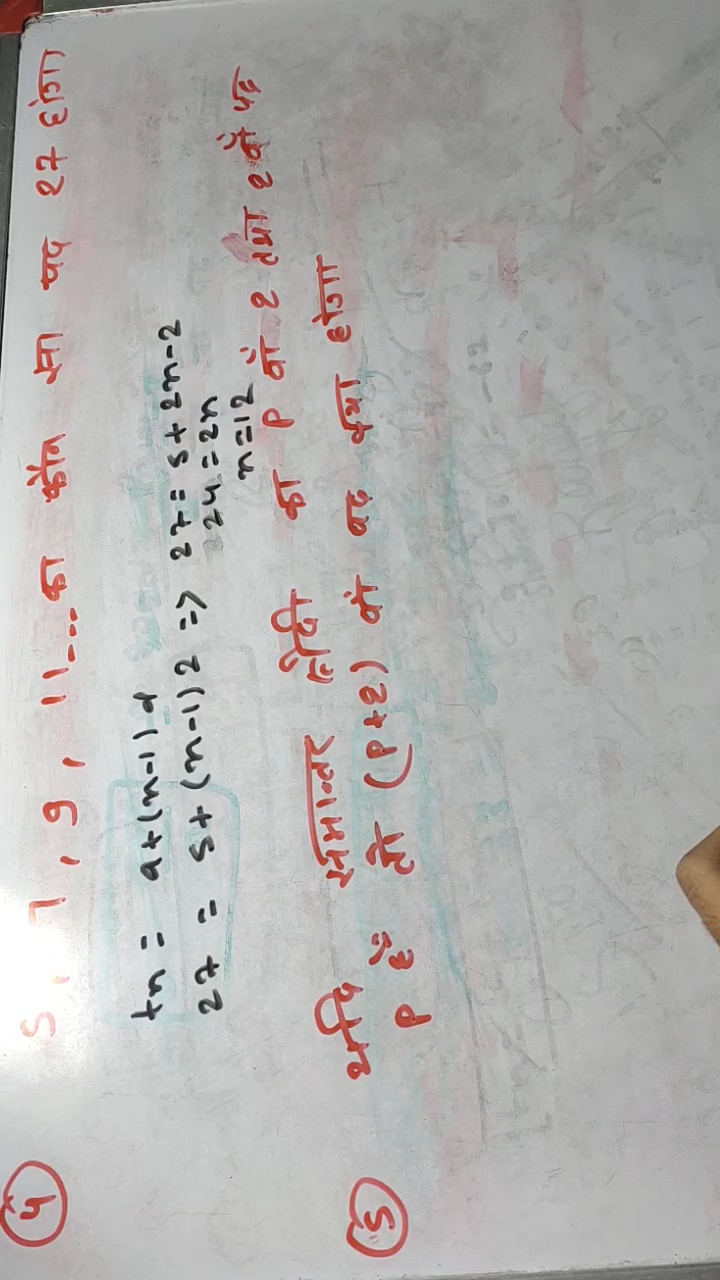 (4) 5, 7, 9, 11... का कौन सा पद 27 होगा
tn = a+(n-1)d
27 = 5+(n-1)2 => 27 = 5+2n-2
24 = 2n
n = 12
(5) यदि समान्तर श्रेढ़ी का P वाँ 2 तथा 2 वाँ पद
P है तो (P+2) वाँ पद क्या होगा